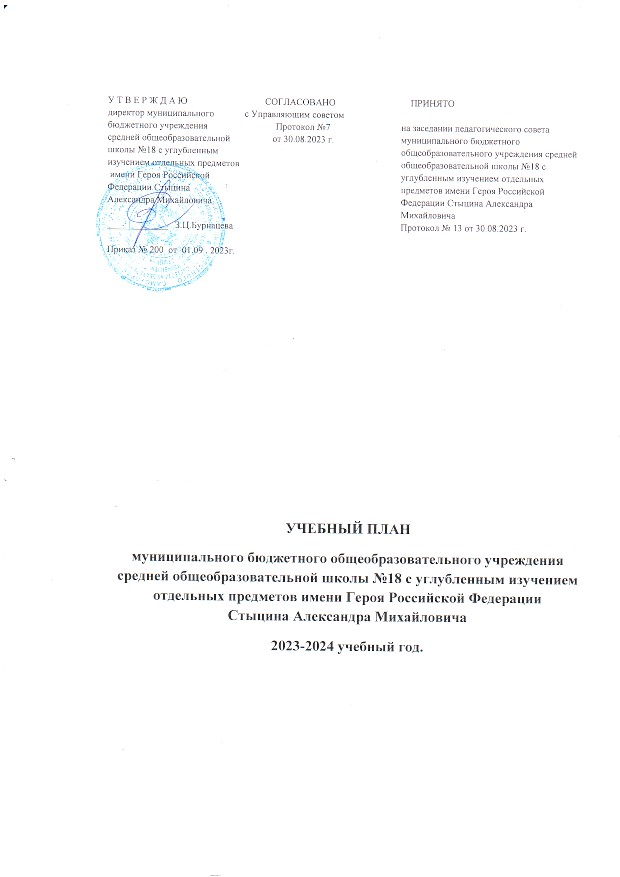 У Т В Е Р Ж Д А Ю
директор муниципального
бюджетного учреждения
средней общеобразовательной
школы №18 с углубленным
изучением отдельных предметов
имени Героя Российской
Федерации Стыцина
Александра Михайловича
З.Ц.Бурнацева
Приказ № 200 от 01.09 . 2023г.
СОГЛАСОВАНО
с Управляющим советом
Протокол №7
от 30.08.2023 г.
ПРИНЯТО
на заседании педагогического совета
муниципального бюджетного
общеобразовательного учреждения средней
общеобразовательной школы №18 с
углубленным изучением отдельных
предметов имени Героя Российской
Федерации Стыцина Александра
Михайловича
Протокол № 13 от 30.08.2023 г.
УЧЕБНЫЙ ПЛАН
муниципального бюджетного общеобразовательного учреждения
средней общеобразовательной школы №18 с углубленным изучением
отдельных предметов имени Героя Российской Федерации
Стыцина Александра Михайловича
2023-2024 учебный год.